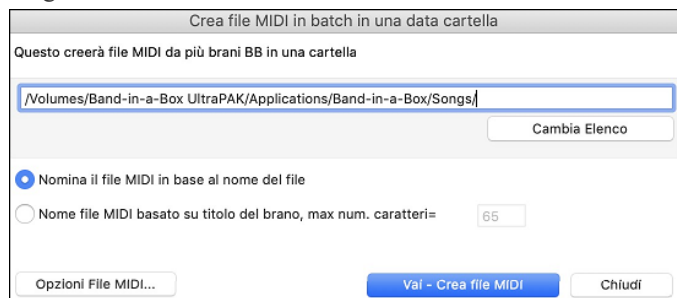 Crea file MIDI in batch in una data cartella
Questo creerà file MIDI da più brani BB in una cartella
/Volumes/Band-in-a-Box UltraPAK/Applications/Band-in-a-Box/Songs/
Cambia Elenco
Nomina il file MIDI in base al nome del file
Nome file MIDI basato su titolo del brano, max num. caratteri= 65
Opzioni File MIDI... Vai - Crea file MIDI Chiudi